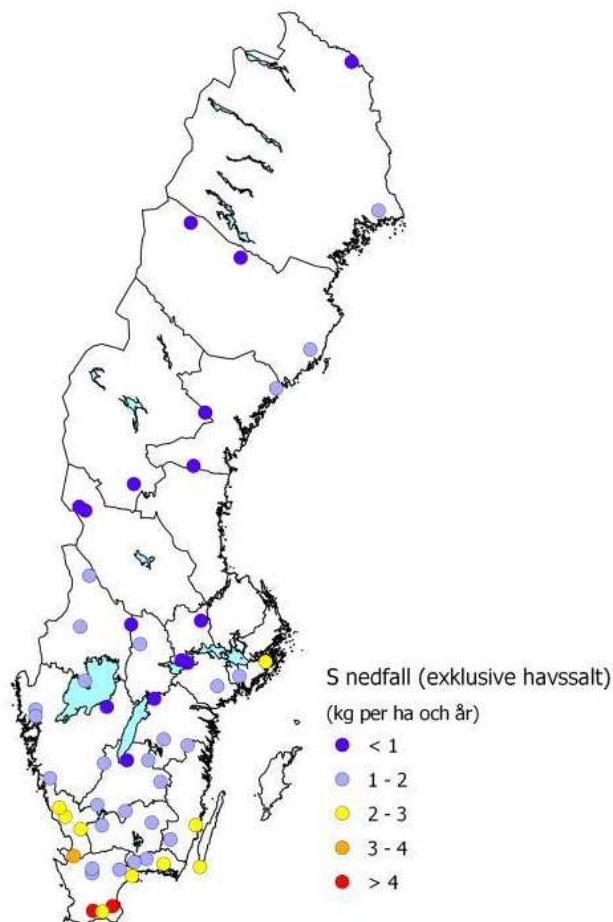 S nedfall (exklusive havssalt)
(kg per ha och år)
< 1
1 - 2
2 - 3
3 - 4
> 4